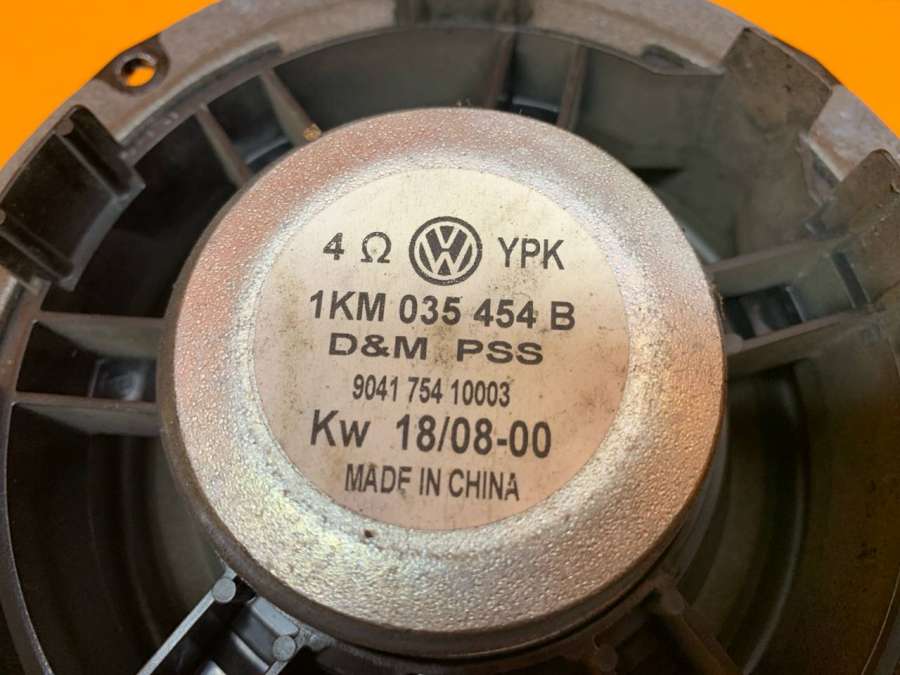 4 Ω VW YPK
1KM 035 454 B
D&M PSS
9041 754 10003
Kw 18/08-00
MADE IN CHINA